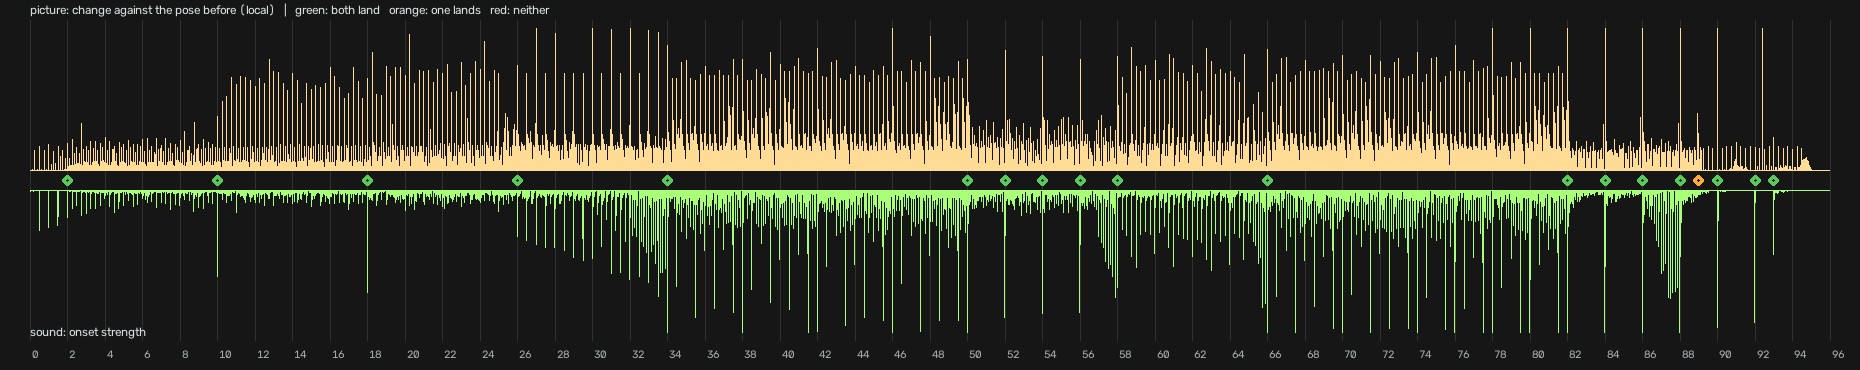 picture: change against the pose before (local) | green: both land orange: one lands red: neither
sound: onset strength
0 2 4 6 8 10 12 14 16 18 20 22 24 26 28 30 32 34 36 38 40 42 44 46 48 50 52 54 56 58 60 62 64 66 68 70 72 74 76 78 80 82 84 86 88 90 92 94 96